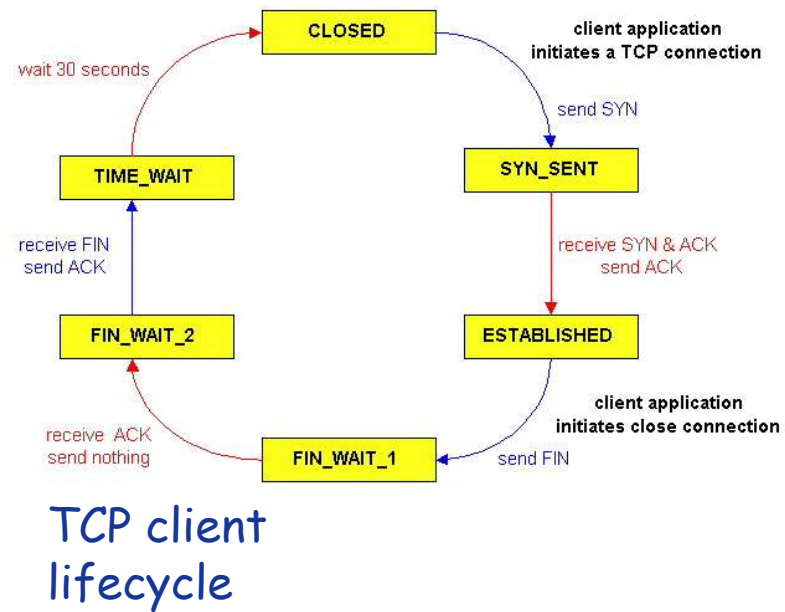 CLOSED
client application
initiates a TCP connection
wait 30 seconds
send SYN
TIME_WAIT
SYN_SENT
receive FIN
send ACK
receive SYN & ACK
send ACK
FIN_WAIT_2
ESTABLISHED
client application
initiates close connection
receive ACK
send nothing
FIN_WAIT_1
send FIN
TCP client
lifecycle